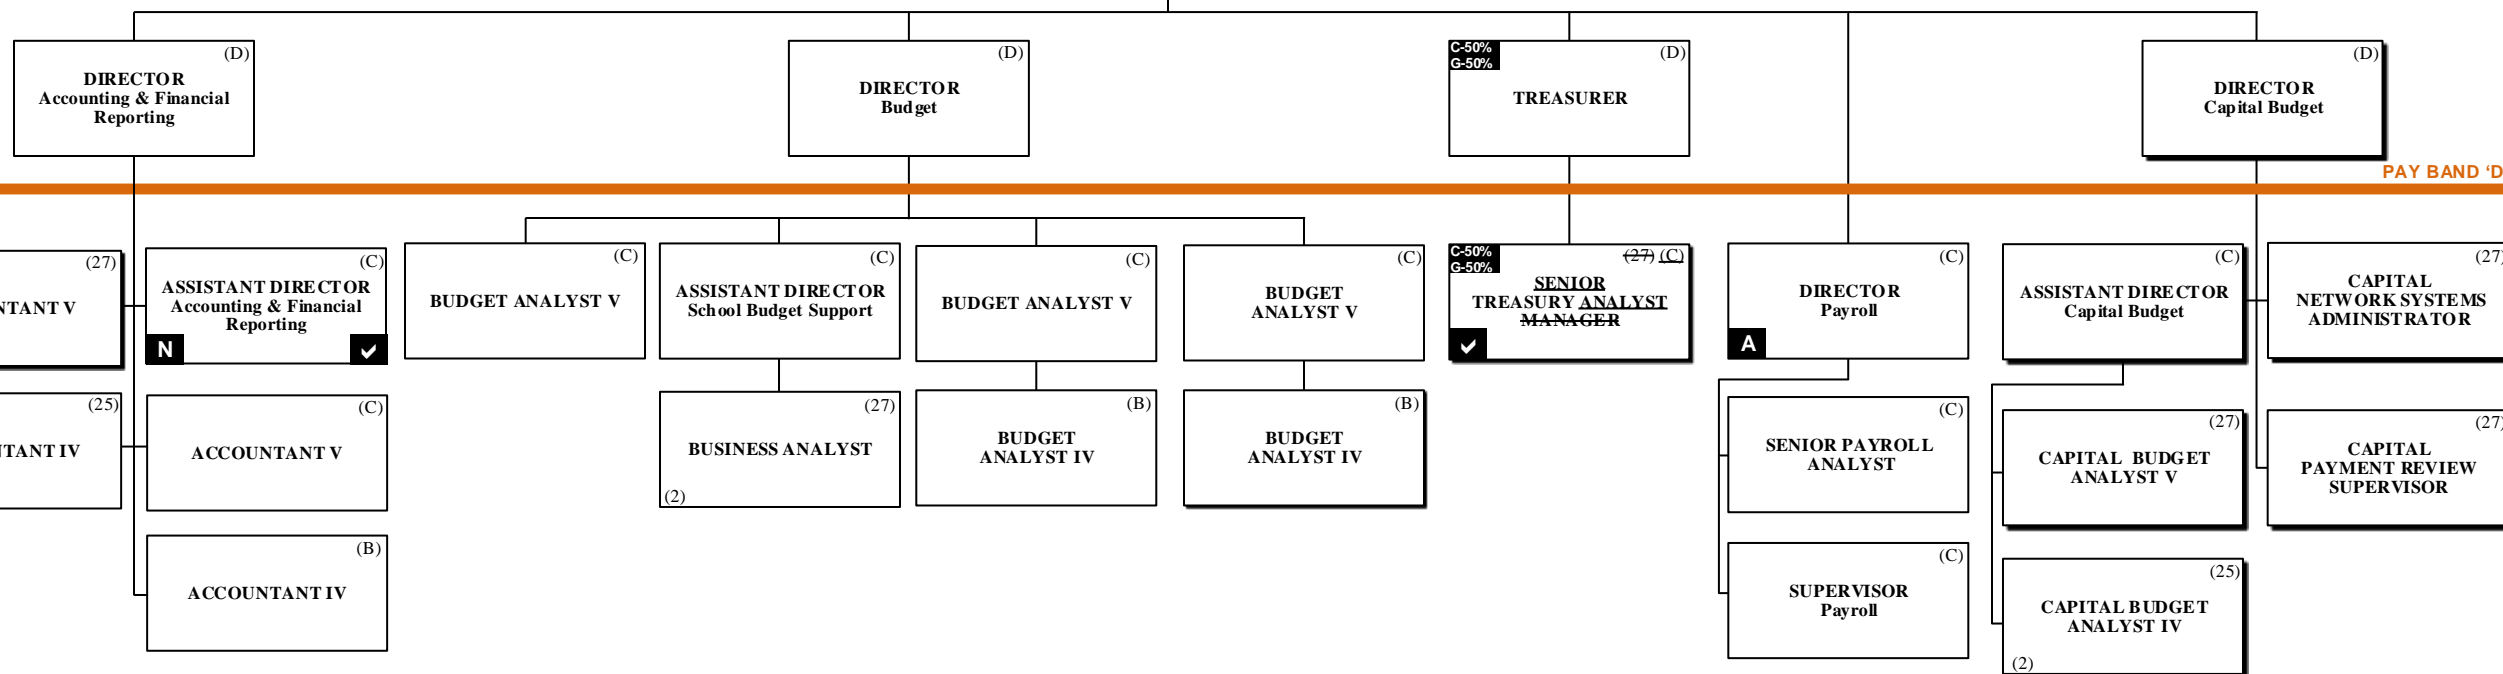 (D)
DIRECTOR
Accounting & Financial
Reporting
(D)
DIRECTOR
Budget
C-50%
G-50%
(D)
TREASURER
(D)
DIRECTOR
Capital Budget
PAY BAND ‘D
(27)
NTANT V
(C)
ASSISTANT DIRECTOR
Accounting & Financial
Reporting
N
(C)
BUDGET ANALYST V
(C)
ASSISTANT DIRECTOR
School Budget Support
(C)
BUDGET ANALYST V
(C)
BUDGET
ANALYST V
C-50%
G-50%
(27) (C)
SENIOR
TREASURY ANALYST
MANAGER
(C)
DIRECTOR
Payroll
A
(C)
ASSISTANT DIRECTOR
Capital Budget
(27)
CAPITAL
NETWORK SYSTEMS
ADMINISTRATOR
(25)
TANT IV
(C)
ACCOUNTANT V
(27)
BUSINESS ANALYST
(2)
(B)
BUDGET
ANALYST IV
(B)
BUDGET
ANALYST IV
(C)
SENIOR PAYROLL
ANALYST
(27)
CAPITAL BUDGET
ANALYST V
(27)
CAPITAL
PAYMENT REVIEW
SUPERVISOR
(B)
ACCOUNTANT IV
(C)
SUPERVISOR
Payroll
(25)
CAPITAL BUDGET
ANALYST IV
(2)